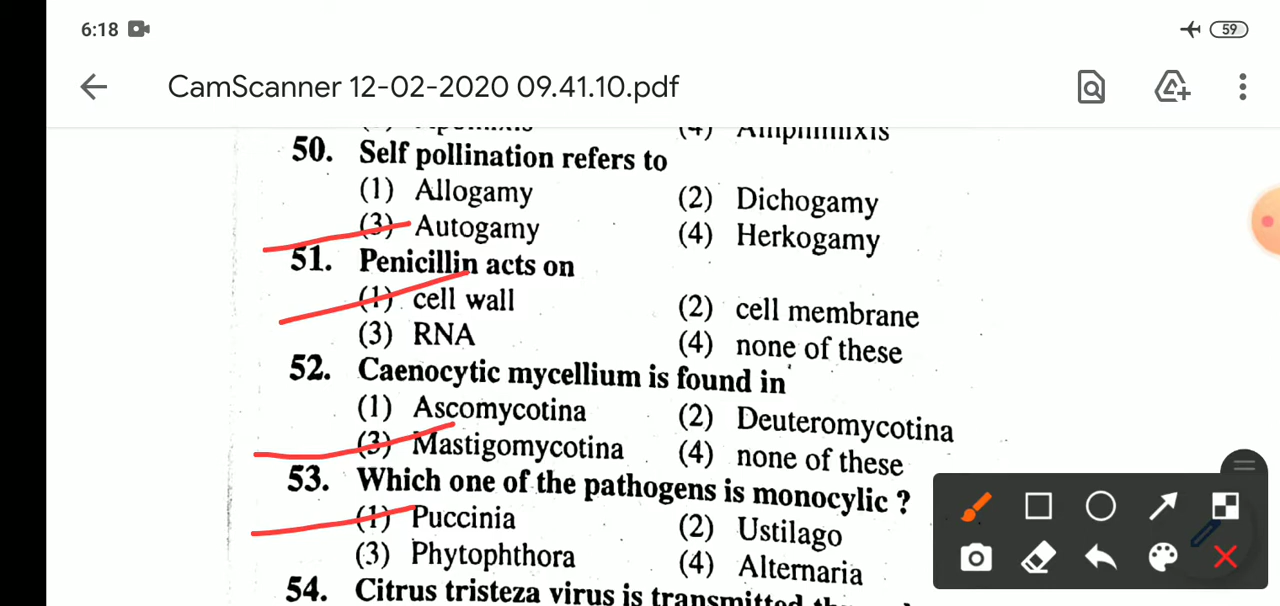 6:18 59
CamScanner 12-02-2020 09.41.10.pdf
(4) Amphimixis
50. Self pollination refers to
(1) Allogamy (2) Dichogamy
(3) Autogamy (4) Herkogamy
51. Penicillin acts on
(1) cell wall (2) cell membrane
(3) RNA (4) none of these
52. Caenocytic mycellium is found in
(1) Ascomycotina (2) Deuteromycotina
(3) Mastigomycotina (4) none of these
53. Which one of the pathogens is monocylic ?
(1) Puccinia (2) Ustilago
(3) Phytophthora (4) Alternaria
54. Citrus tristeza virus is transmitted